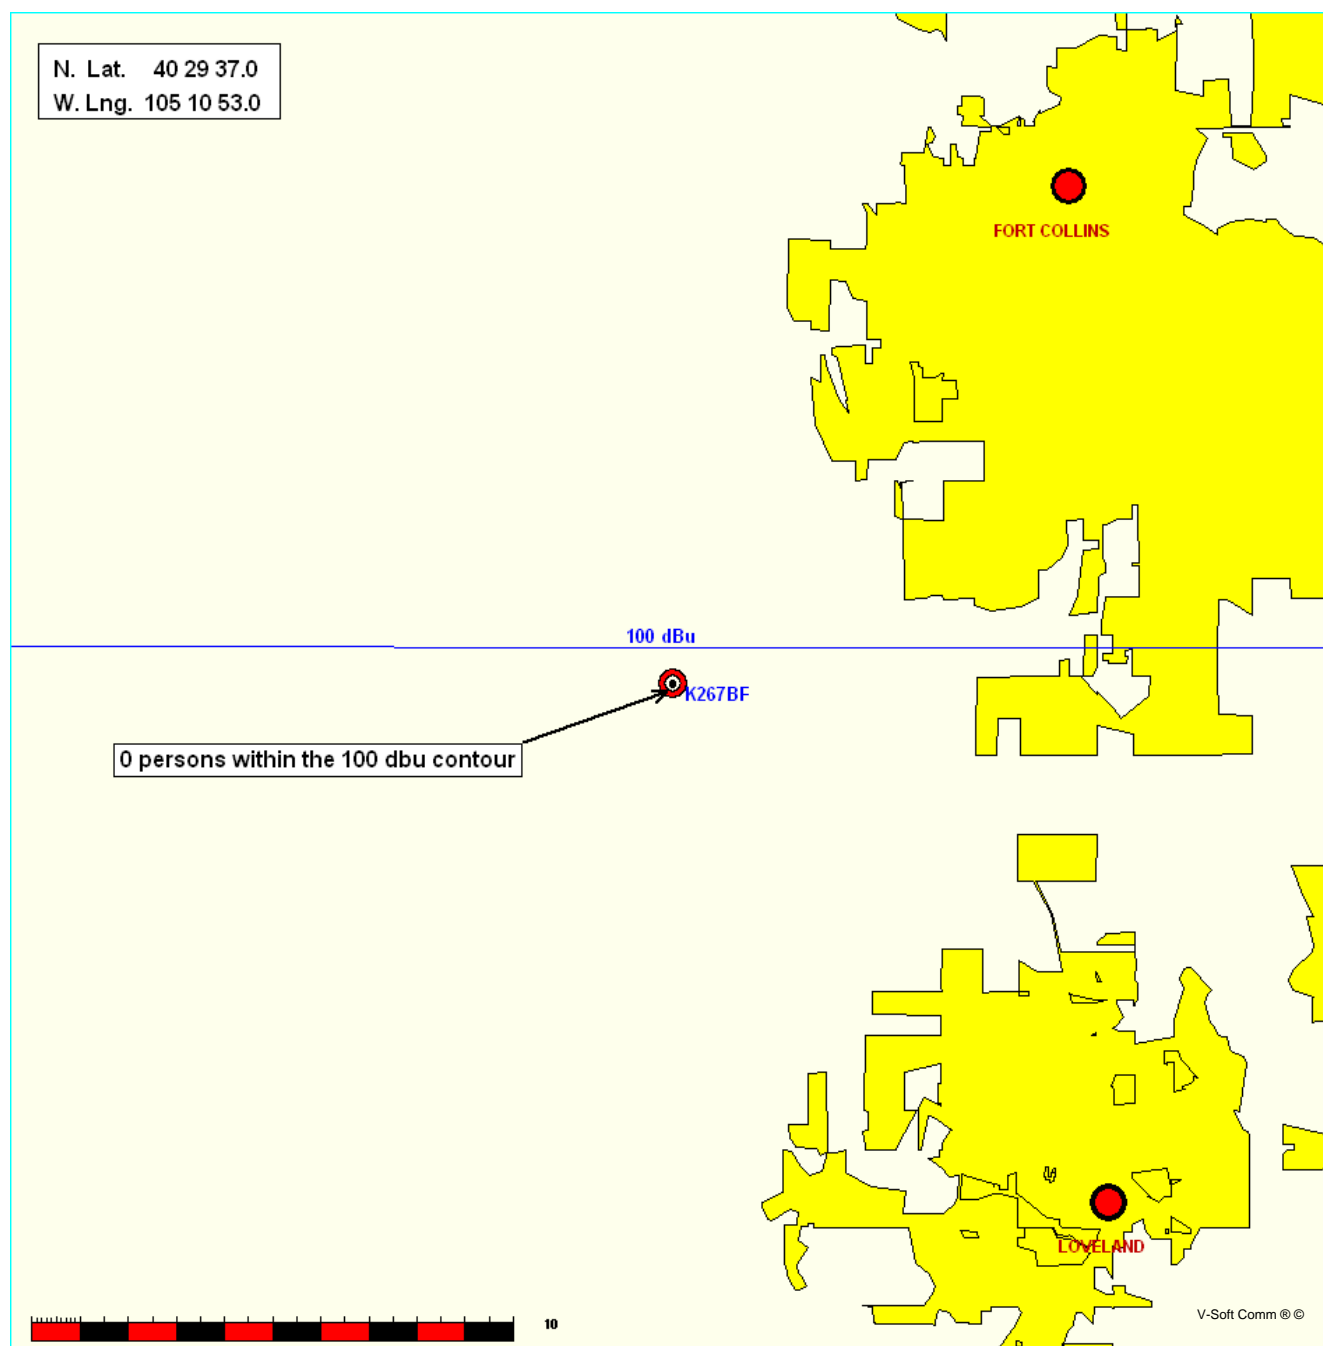 N. Lat. 40 29 37.0
W. Lng. 105 10 53.0
FORT COLLINS
100 dBu
K267BF
0 persons within the 100 dbu contour
LOVELAND
10
V-Soft Comm ® ©